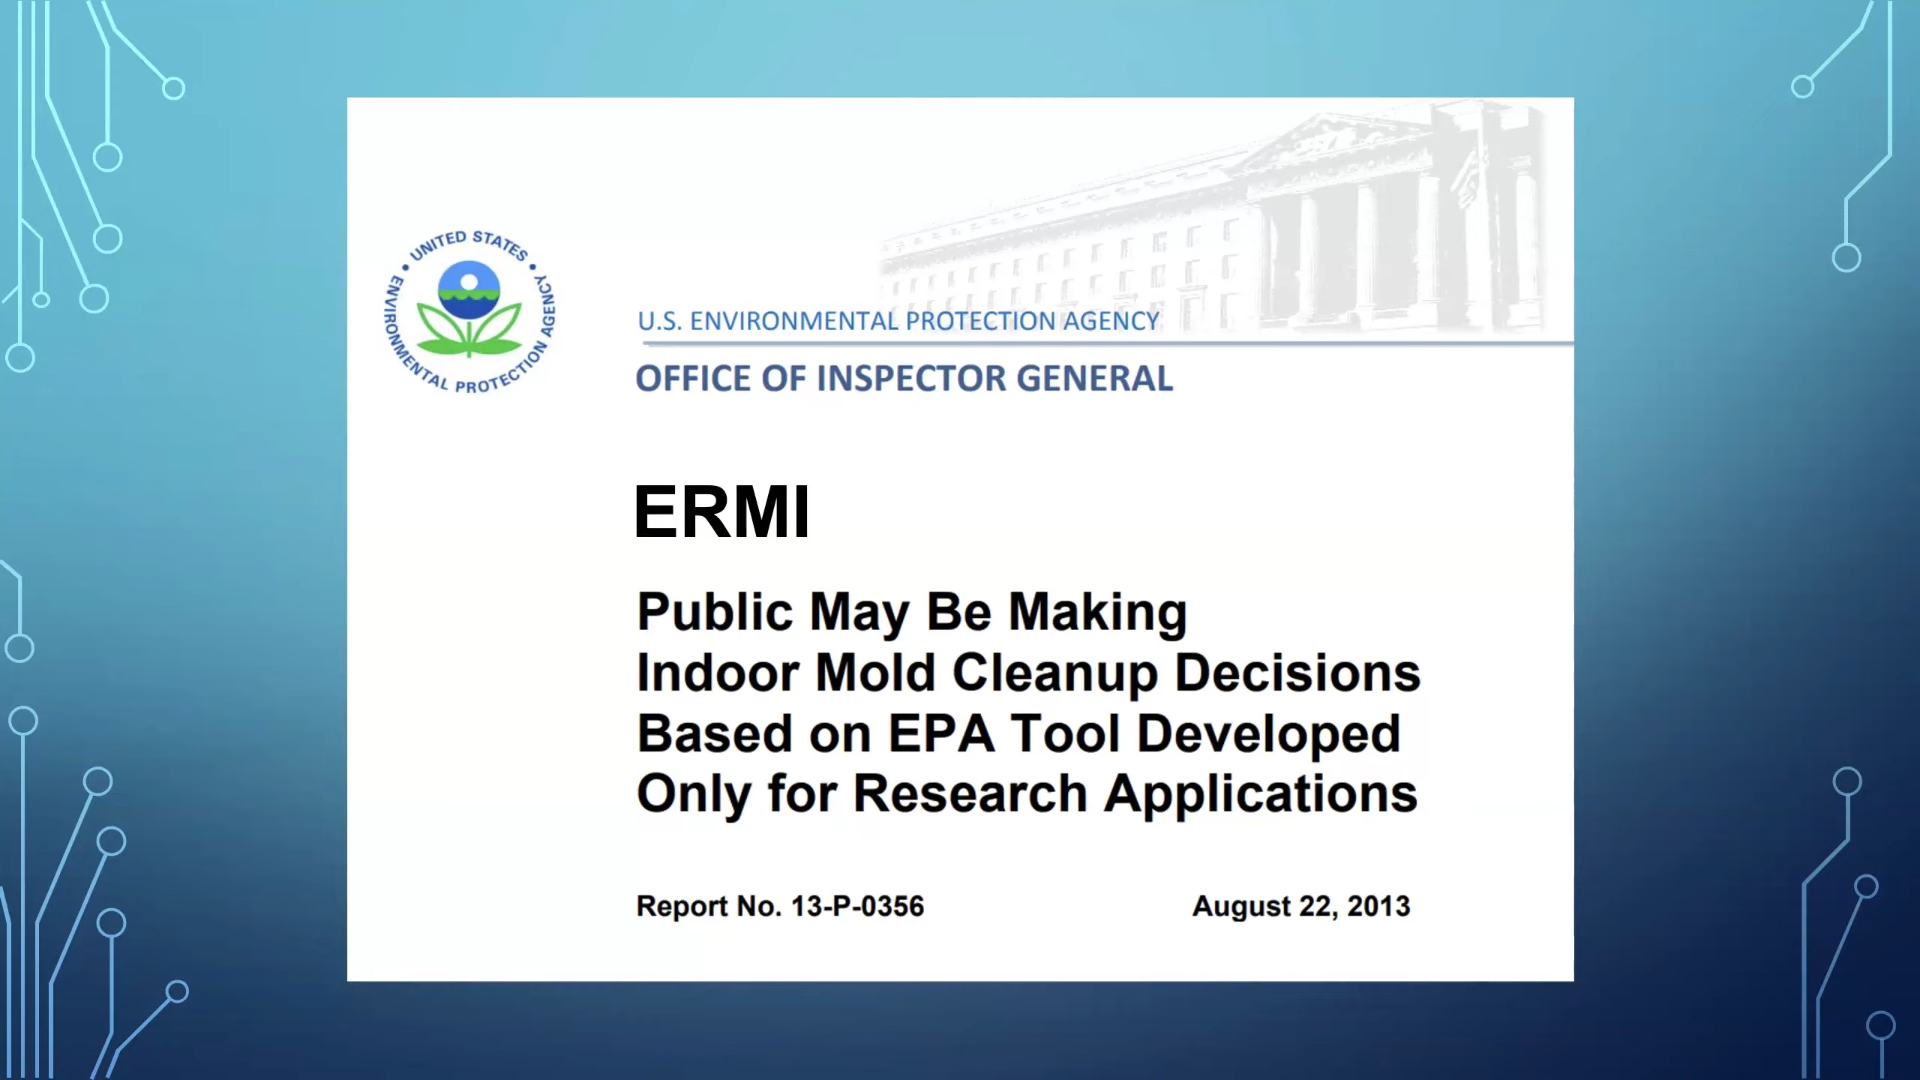 UNITED STATES
ENVIRONMENTAL PROTECTION AGENCY
U.S. ENVIRONMENTAL PROTECTION AGENCY
OFFICE OF INSPECTOR GENERAL
ERMI
Public May Be Making
Indoor Mold Cleanup Decisions
Based on EPA Tool Developed
Only for Research Applications
Report No. 13-P-0356
August 22, 2013